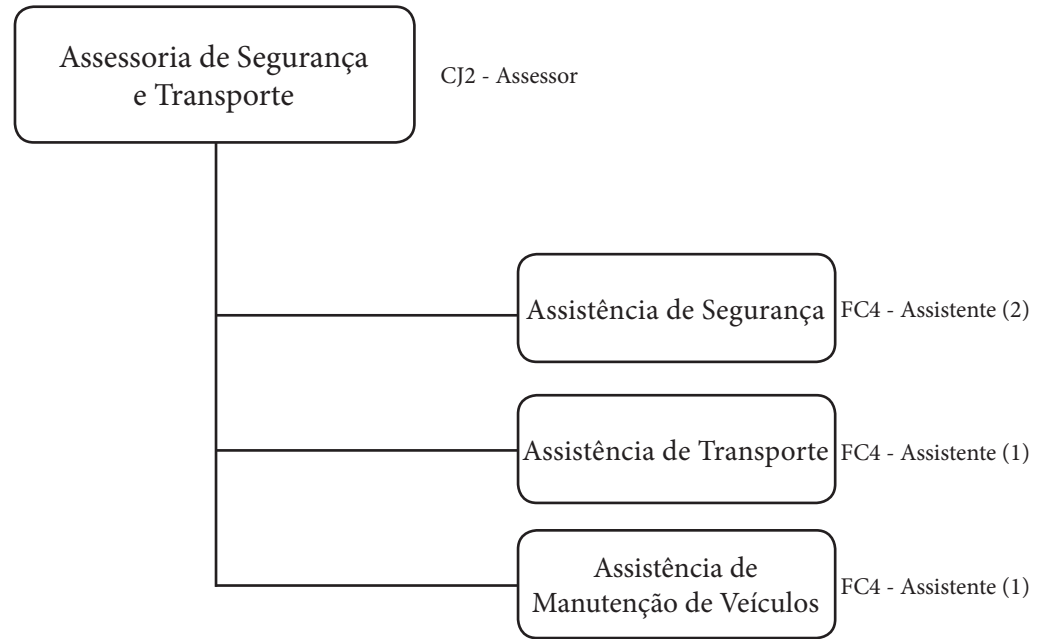 Assessoria de Segurança
e Transporte
CJ2 - Assessor
Assistência de Segurança
FC4 - Assistente (2)
Assistência de Transporte
FC4 - Assistente (1)
Assistência de
Manutenção de Veículos
FC4 - Assistente (1)